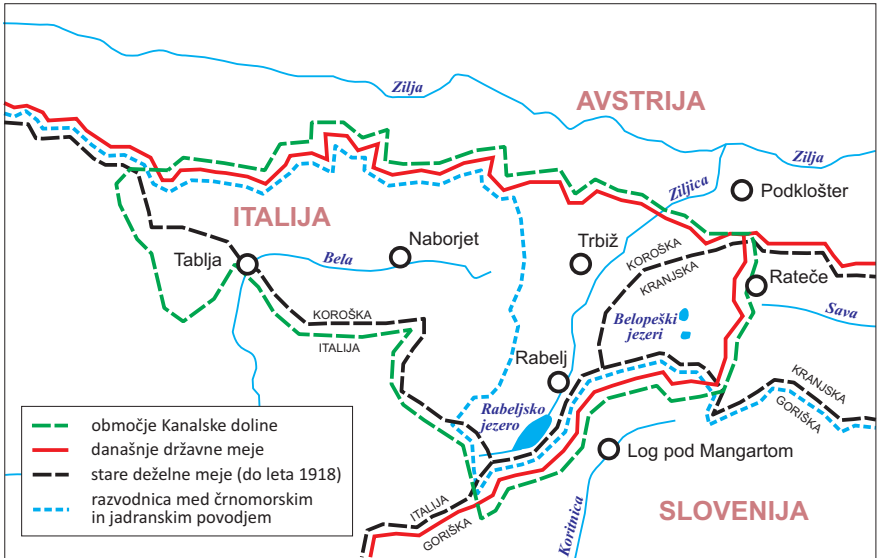 Zilja
AVSTRIJA
Zilja
Ziljica
Podklošter
ITALIJA
Naborjet
Trbiž
KOROŠKA
KRANJSKA
Tablja
Bela
Rateče
Sava
KOROŠKA
ITALIJA
Belopeški
jezeri
Rabelj
KRANJSKA
GORIŠKA
Rabeljsko
jezero
Log pod Mangartom
ITALIJA
GORIŠKA
Koritnica
SLOVENIJA
območje Kanalske doline
današnje državne meje
stare deželne meje (do leta 1918)
razvodnica med črnomorskim
in jadranskim povodjem